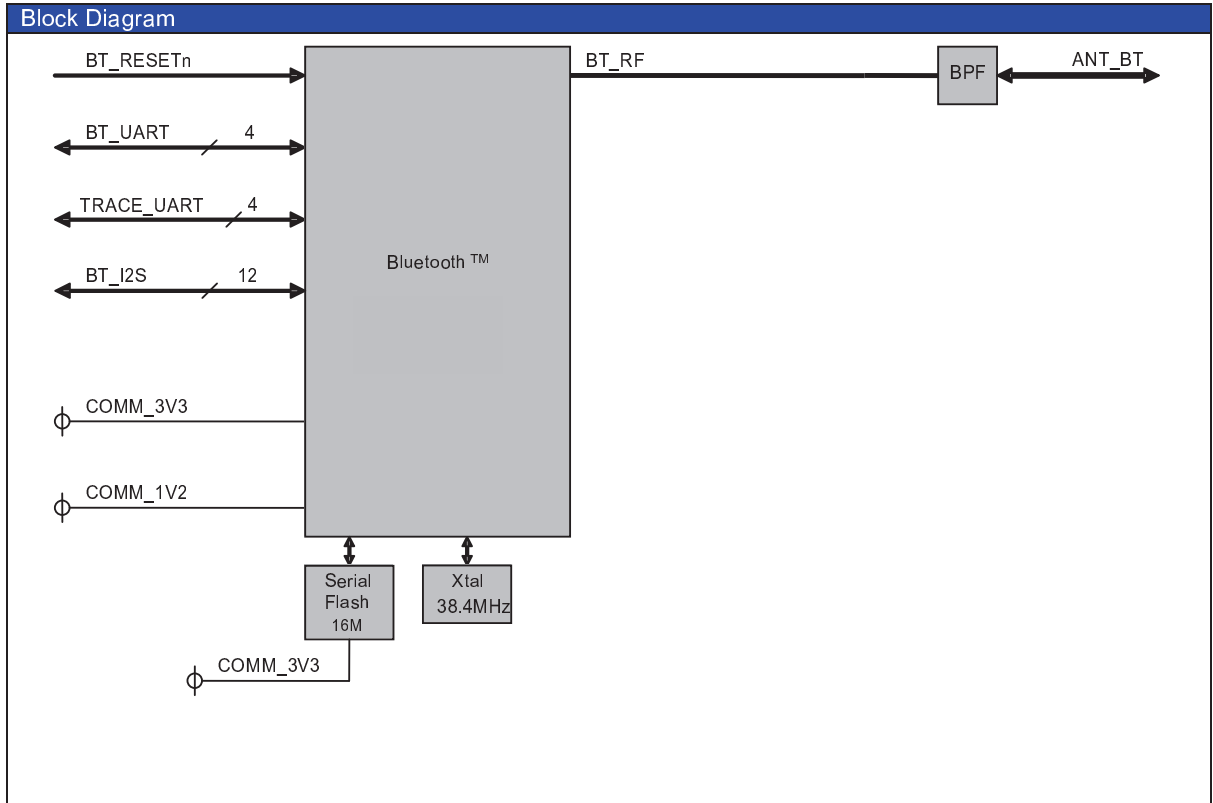 Block Diagram
BT_RESETn
BT_RF
BPF
ANT_BT
BT_UART 4
TRACE_UART 4
Bluetooth ™
BT_I2S 12
COMM_3V3
COMM_1V2
Serial
Flash
16M
Xtal
38.4MHz
COMM_3V3